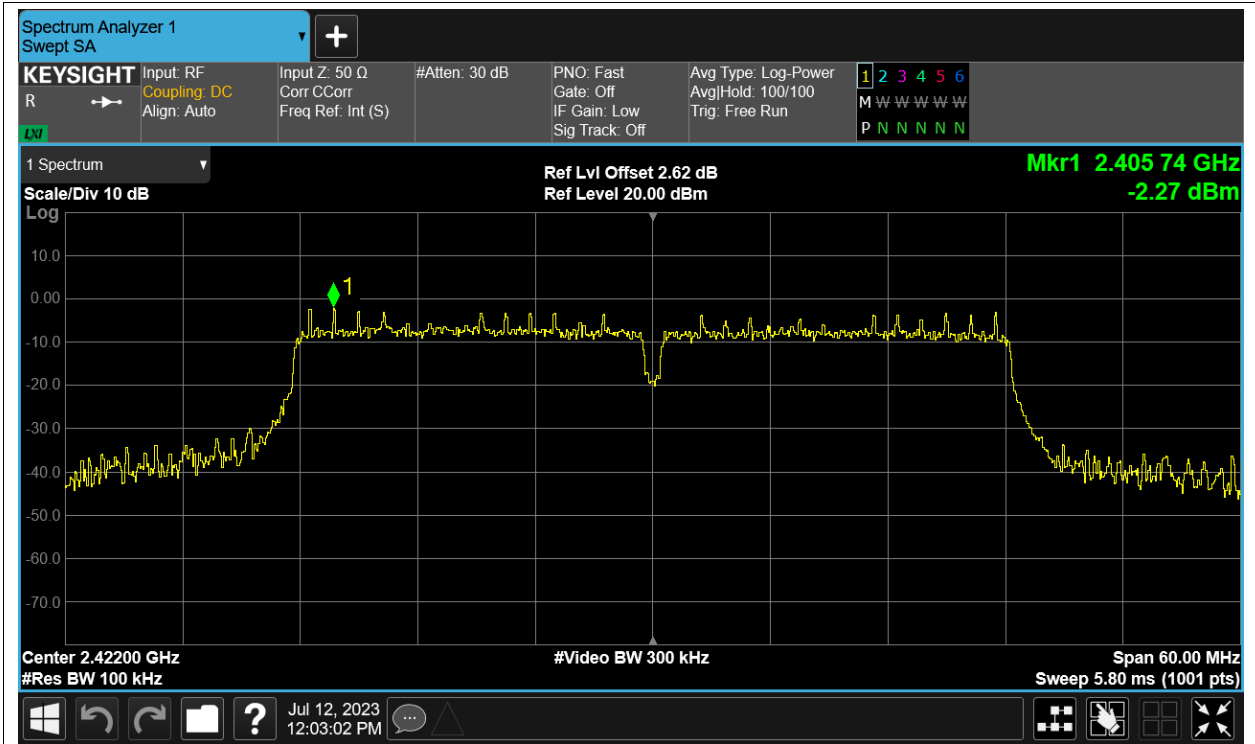 Spectrum Analyzer 1
Swept SA
+
KEYSIGHT
R
LXI
Input: RF
Coupling: DC
Align: Auto
Input Z: 50 Ω
Corr CCorr
Freq Ref: Int (S)
#Atten: 30 dB
PNO: Fast
Gate: Off
IF Gain: Low
Sig Track: Off
Avg Type: Log-Power
Avg|Hold: 100/100
Trig: Free Run
1 2 3 4 5 6
M W W W W W
P N N N N N
1 Spectrum
Scale/Div 10 dB
Log
Ref Lvl Offset 2.62 dB
Ref Level 20.00 dBm
Mkr1 2.405 74 GHz
-2.27 dBm
1
10.0
0.00
-10.0
-20.0
-30.0
-40.0
-50.0
-60.0
-70.0
Center 2.42200 GHz
#Res BW 100 kHz
#Video BW 300 kHz
Span 60.00 MHz
Sweep 5.80 ms (1001 pts)
?
Jul 12, 2023
12:03:02 PM